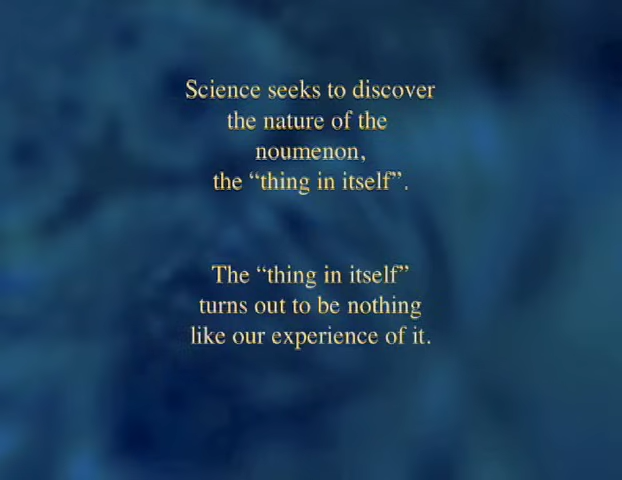 Science seeks to discover
the nature of the
noumenon,
the “thing in itself”.
The “thing in itself”
turns out to be nothing
like our experience of it.